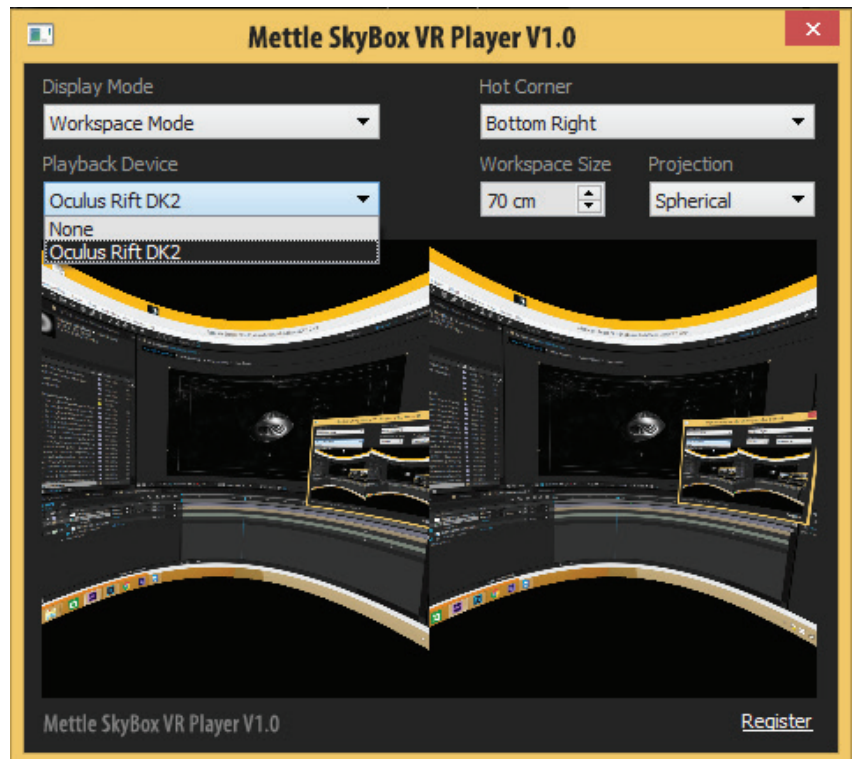 Mettle SkyBox VR Player V1.0
Display Mode
Hot Corner
Workspace Mode
Bottom Right
Playback Device
Workspace Size
Projection
Oculus Rift DK2
70 cm
Spherical
None
Oculus Rift DK2
Mettle SkyBox VR Player V1.0
Register